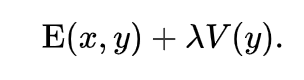 E(x, y) + λV(y).